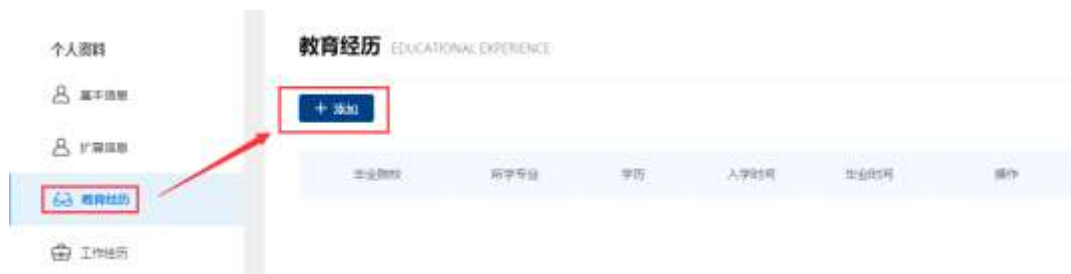 个人资料
基本信息
扩展信息
教育经历
工作经历
教育经历 EDUCATIONAL EXPERIENCE
+ 添加
毕业院校 所学专业 学历 入学时间 毕业时间 操作